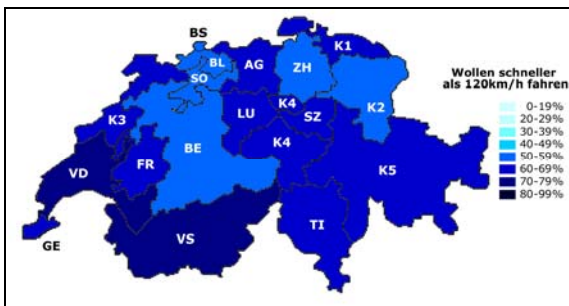 BS
K1
BL
AG
ZH
SO
K4
K2
LU
SZ
K3
K4
BE
FR
K5
VD
TI
VS
GE
Wollen schneller
als 120km/h fahren
0-19%
20-29%
30-39%
40-49%
50-59%
60-69%
70-79%
80-99%